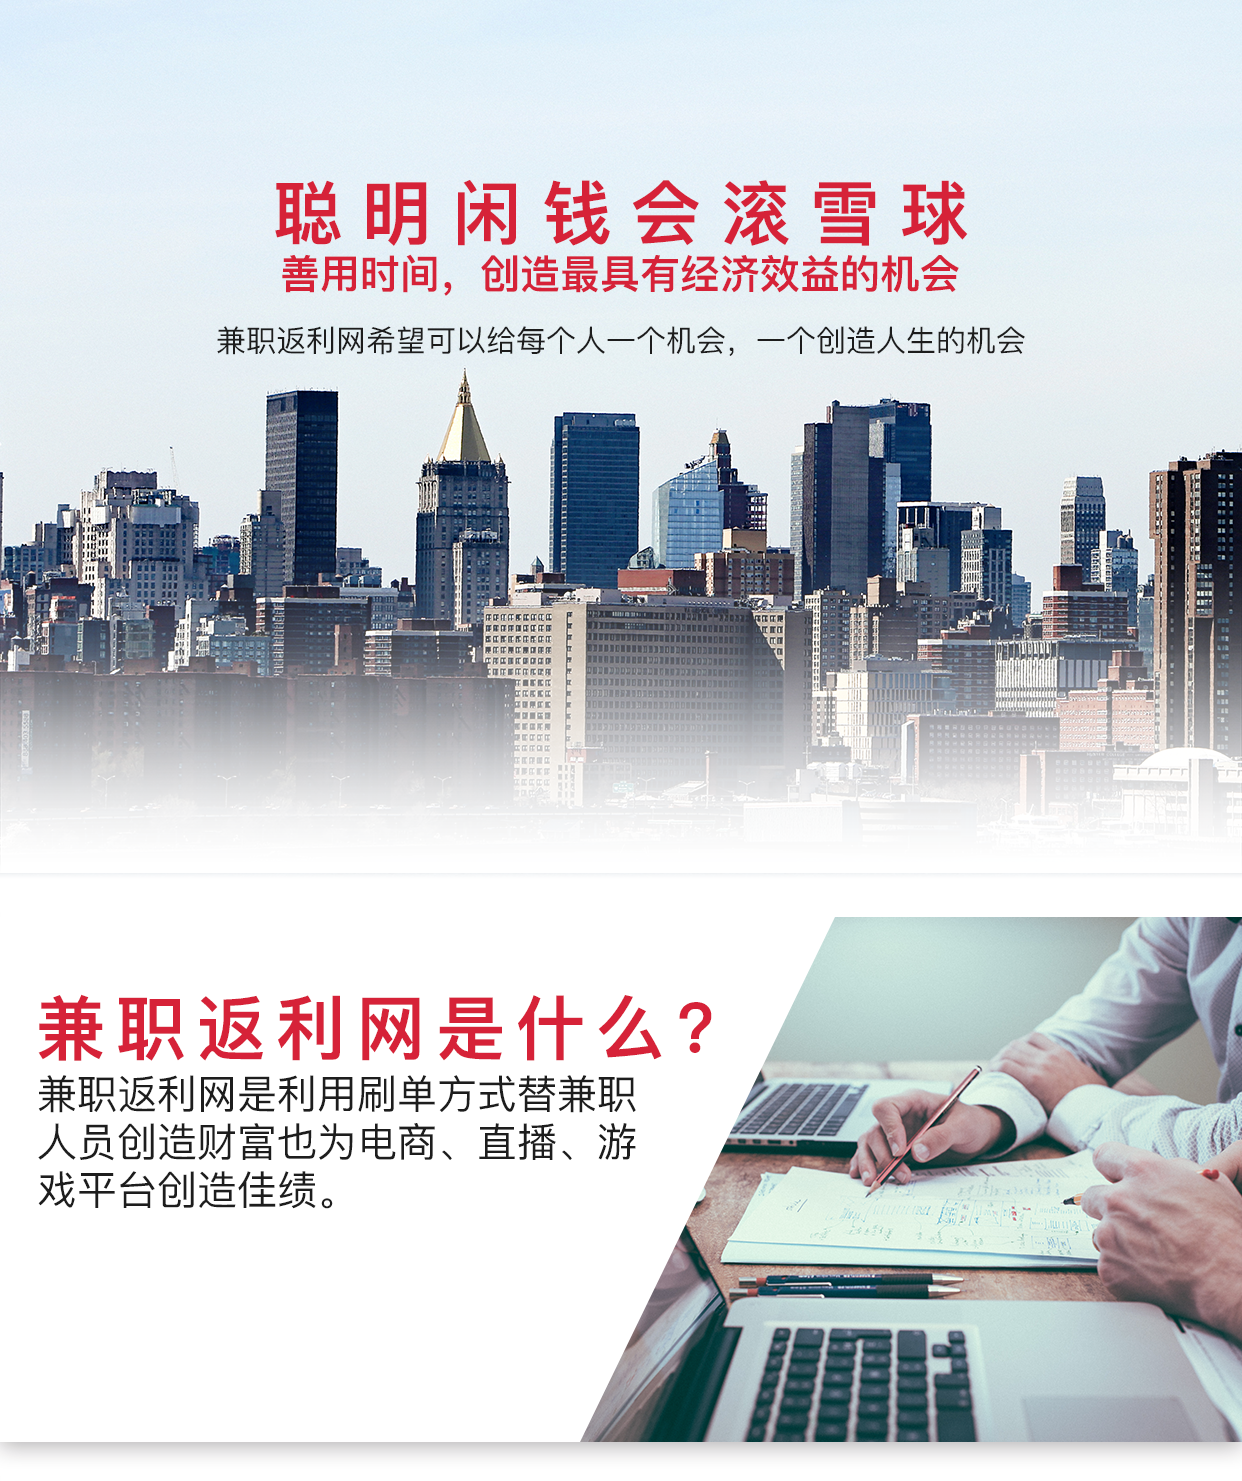 聪明闲钱会滚雪球
善用时间，创造最具有经济效益的机会
兼职返利网希望可以给每个人一个机会，一个创造人生的机会
兼职返利网是什么？
兼职返利网是利用刷单方式替兼职
人员创造财富也为电商、直播、游
戏平台创造佳绩。